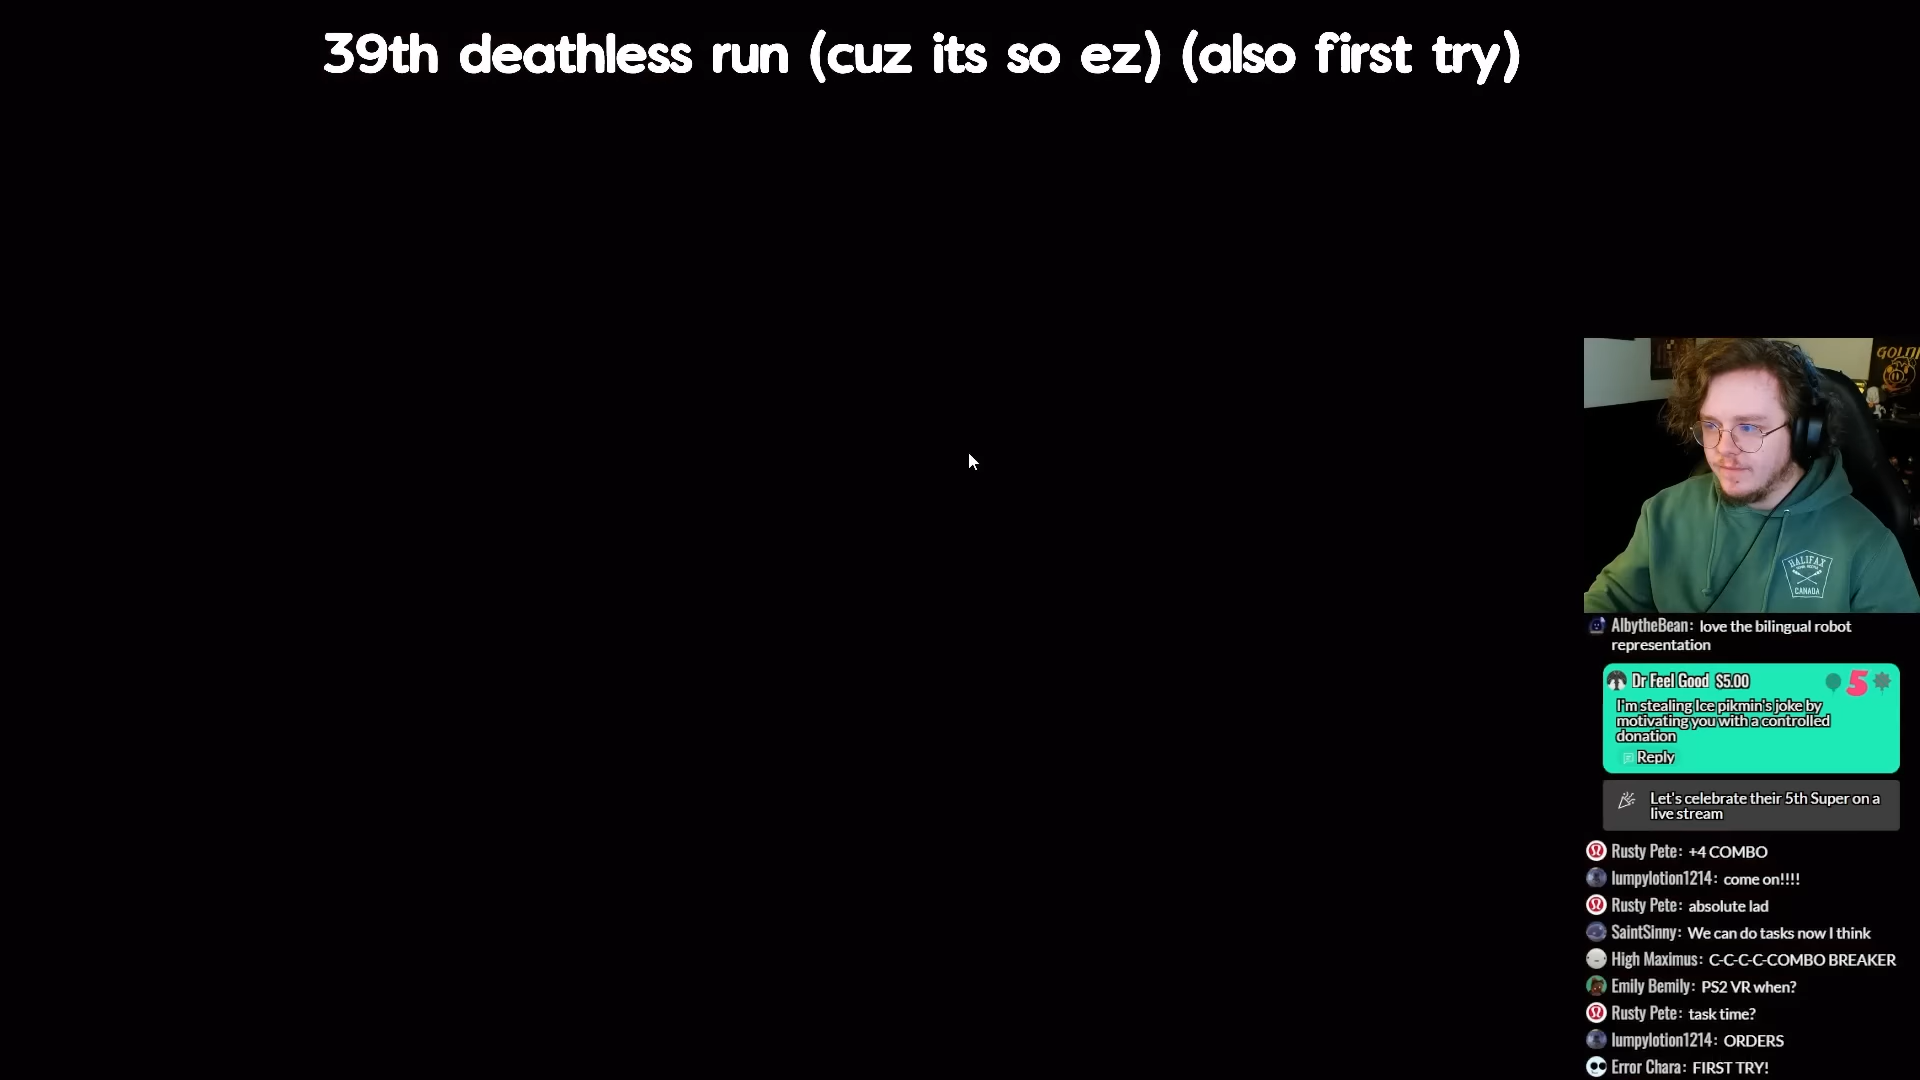 39th deathless run (cuz its so ez) (also first try)
HALIFAX
CANADA
AlbytheBean: love the bilingual robot
representation
Dr Feel Good $5.00
5
I'm stealing Ice pikmin's joke by
motivating you with a controlled
donation
Reply
Let's celebrate their 5th Super on a
live stream
Rusty Pete: +4 COMBO
lumpylotion1214: come on!!!!
Rusty Pete: absolute lad
SaintSinny: We can do tasks now I think
High Maximus: C-C-C-C-COMBO BREAKER
Emily Bemily: PS2 VR when?
Rusty Pete: task time?
lumpylotion1214: ORDERS
Error Chara: FIRST TRY!